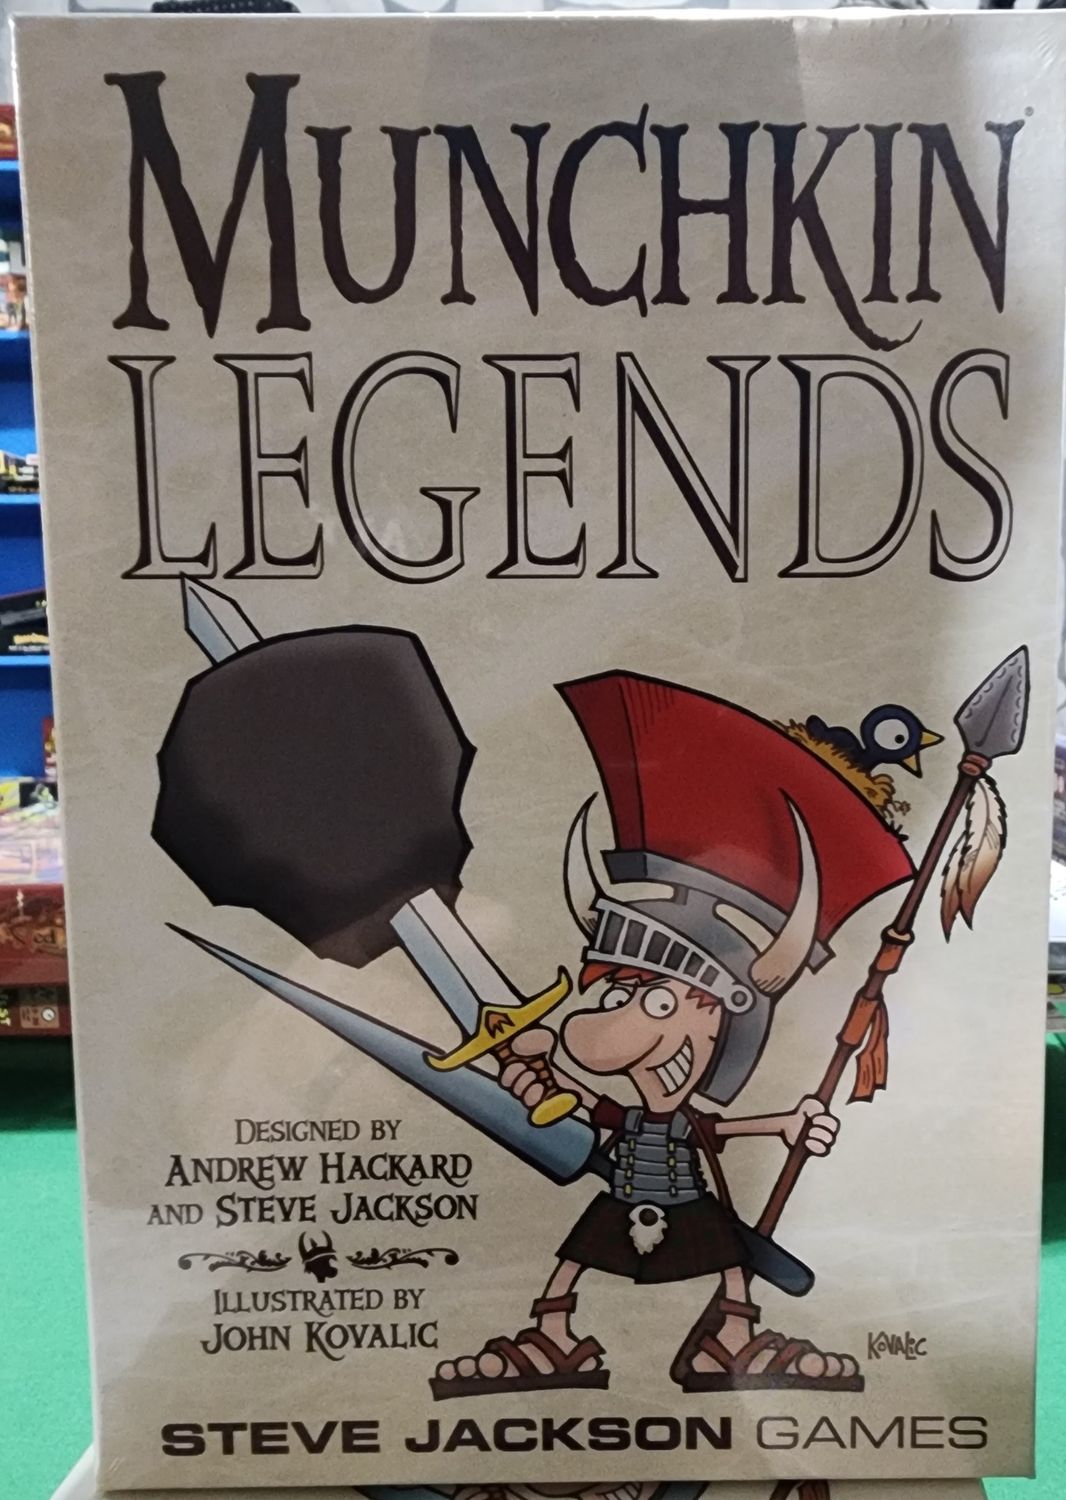 MUNCHKIN®
LEGENDS
DESIGNED BY
ANDREW HACKARD
AND STEVE JACKSON
ILLUSTRATED BY
JOHN KOVALIC
KOVALIC
STEVE JACKSON GAMES